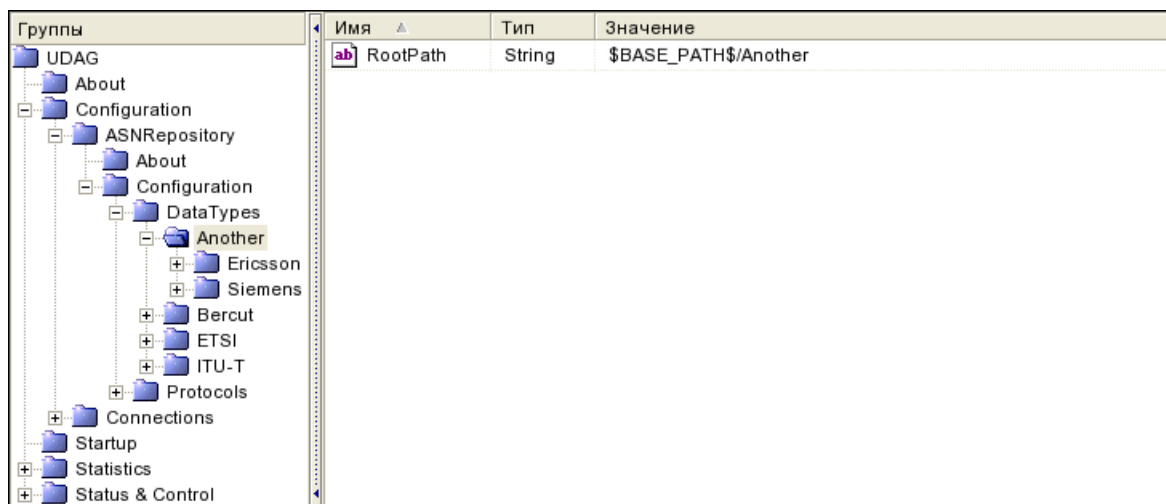 Группы
UDAG
About
Configuration
ASNRepository
About
Configuration
DataTypes
Another
Ericsson
Siemens
Bercut
ETSI
ITU-T
Protocols
Connections
Startup
Statistics
Status & Control
Имя Тип Значение
ab RootPath String $BASE_PATH$/Another